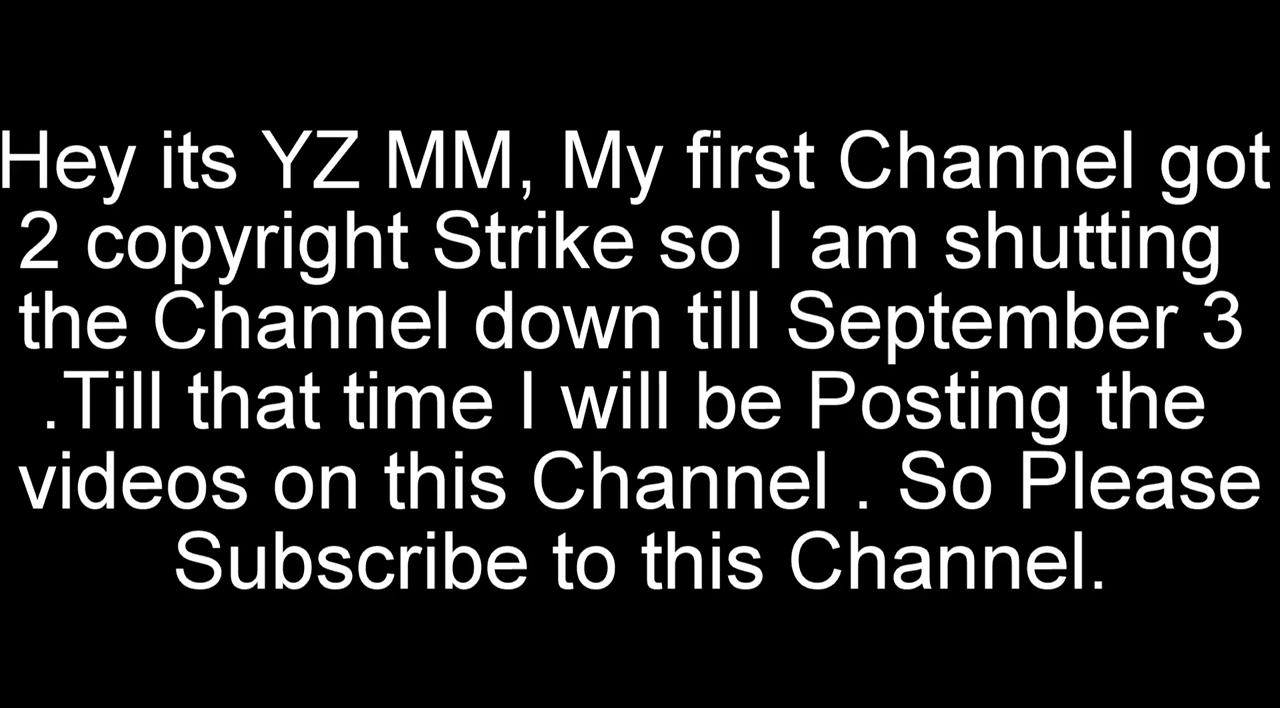 Hey its YZ MM, My first Channel got
2 copyright Strike so I am shutting
the Channel down till September 3
.Till that time I will be Posting the
videos on this Channel . So Please
Subscribe to this Channel.